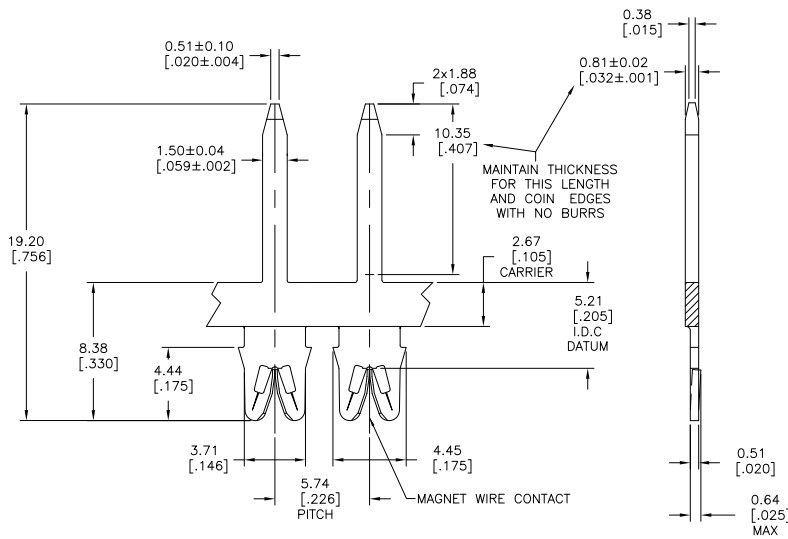 0.38
[.015]
0.51±0.10
[.020±.004]
0.81±0.02
[.032±.001]
2x1.88
[.074]
10.35
[.407]
1.50±0.04
[.059±.002]
MAINTAIN THICKNESS
FOR THIS LENGTH
AND COIN EDGES
WITH NO BURRS
19.20
[.756]
2.67
[.105]
CARRIER
5.21
[.205]
I.D.C
DATUM
8.38
[.330]
4.44
[.175]
3.71
[.146]
4.45
[.175]
5.74
[.226]
PITCH
MAGNET WIRE CONTACT
0.51
[.020]
0.64
[.025]
MAX